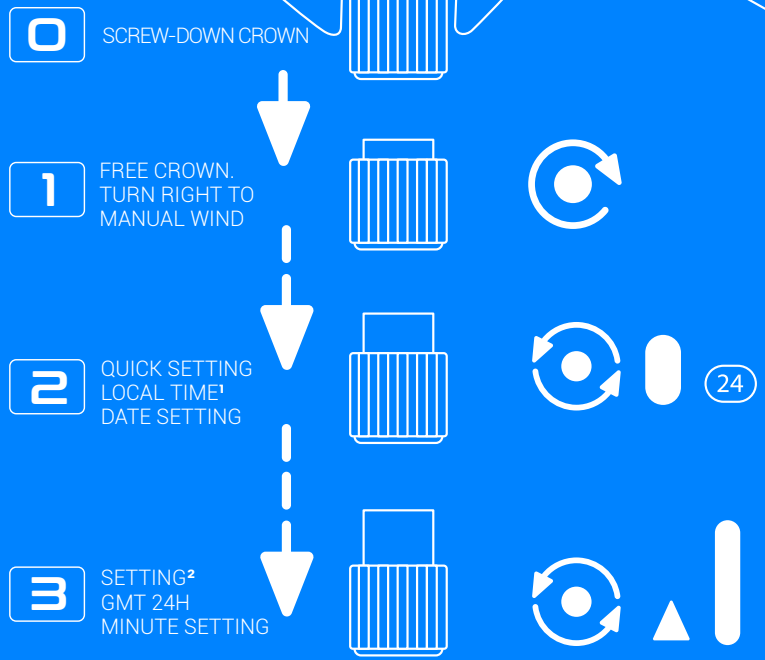 0
SCREW-DOWN CROWN
1
FREE CROWN.
TURN RIGHT TO
MANUAL WIND
2
QUICK SETTING
LOCAL TIME¹
DATE SETTING
24
3
SETTING²
GMT 24H
MINUTE SETTING